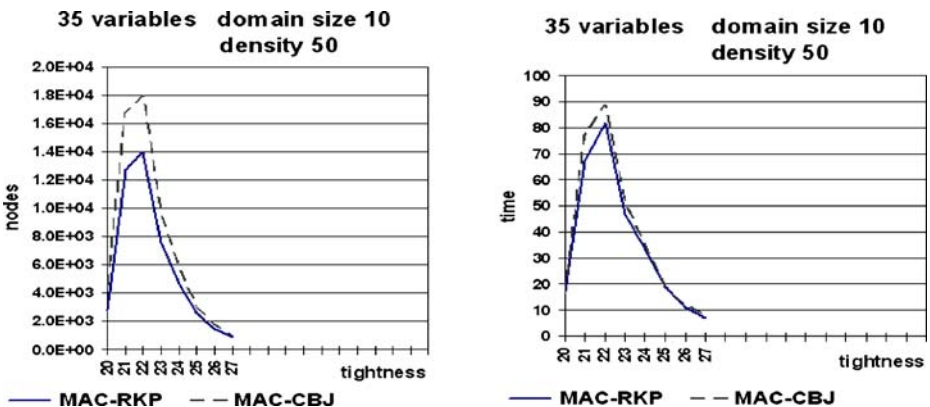 35 variables domain size 10
density 50
2.0E+04
1.8E+04
1.6E+04
1.4E+04
1.2E+04
1.0E+04
8.0E+03
6.0E+03
4.0E+03
2.0E+03
0.0E+00
nodes
20 21 22 23 24 25 26 27
tightness
MAC-RKP MAC-CBJ
35 variables domain size 10
density 50
100
90
80
70
60
50
40
30
20
10
0
time
20 21 22 23 24 25 26 27
tightness
MAC-RKP MAC-CBJ